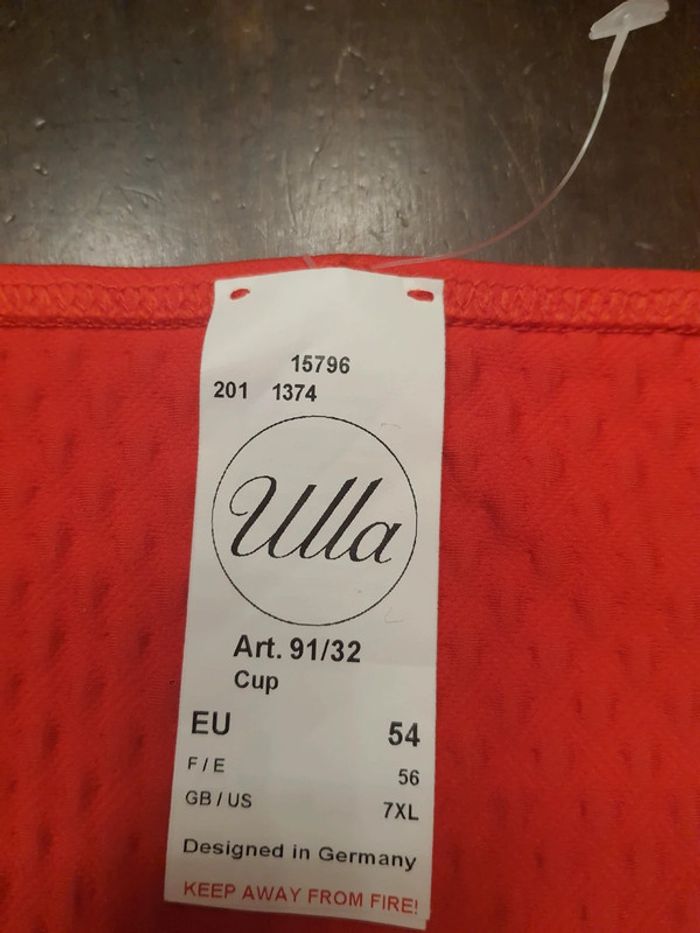 15796
201 1374
Ulla
Art. 91/32
Cup
EU 54
F / E 56
GB / US 7XL
Designed in Germany
KEEP AWAY FROM FIRE!